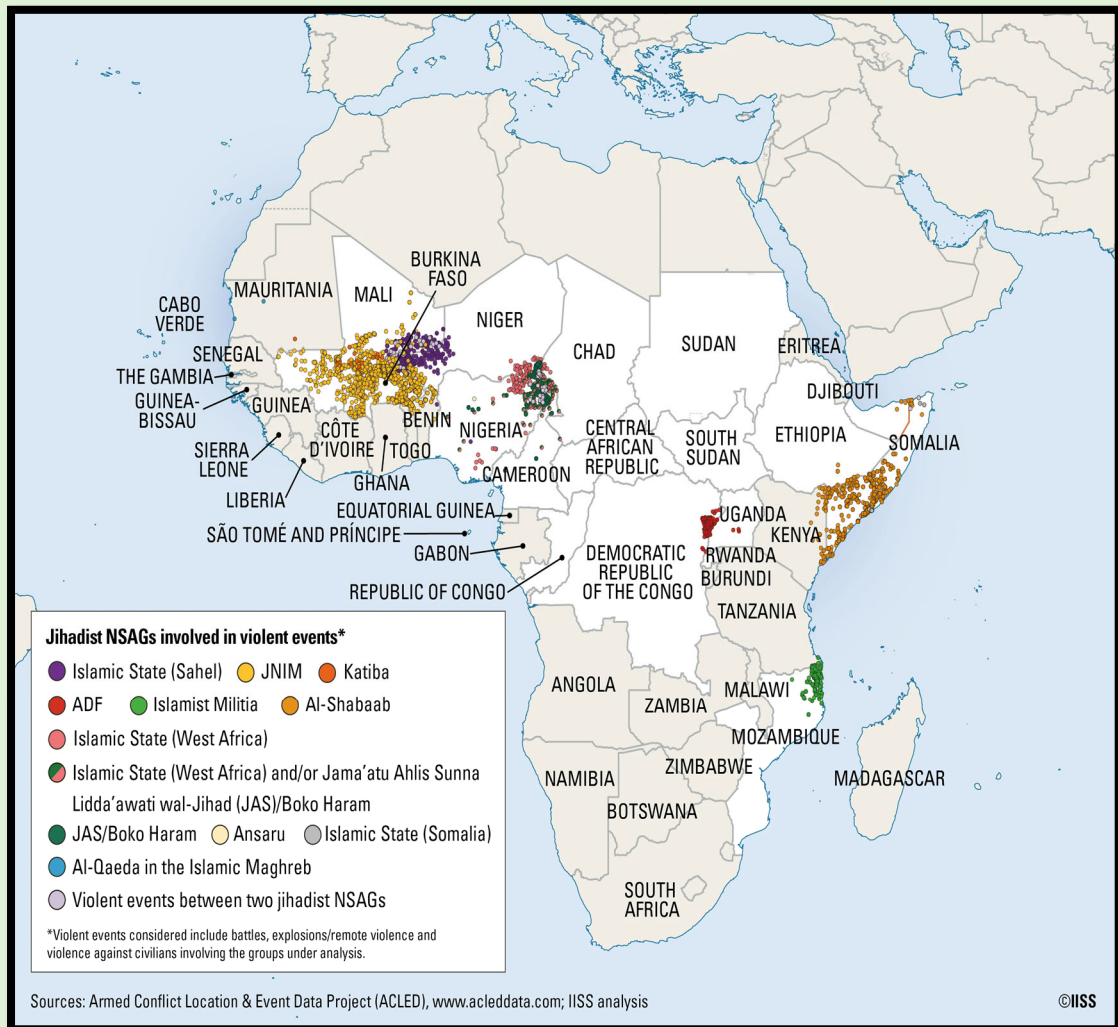 BURKINA
FASO
MAURITANIA
MALI
CABO
VERDE
NIGER
CHAD
SUDAN
ERITREA
SENEGAL
THE GAMBIA
DJIBOUTI
GUINEA-
BISSAU
GUINEA
BENIN
NIGERIA
CENTRAL
AFRICAN
REPUBLIC
SOUTH
SUDAN
ETHIOPIA
SOMALIA
CÔTE
D'IVOIRE
TOGO
SIERRA
LEONE
GHANA
CAMEROON
LIBERIA
EQUATORIAL GUINEA
UGANDA
SÃO TOMÉ AND PRÍNCIPE
KENYA
GABON
DEMOCRATIC
REPUBLIC
OF THE CONGO
RWANDA
BURUNDI
REPUBLIC OF CONGO
TANZANIA
ANGOLA
ZAMBIA
MALAWI
MOZAMBIQUE
ZIMBABWE
NAMIBIA
BOTSWANA
MADAGASCAR
SOUTH
AFRICA
Jihadist NSAGs involved in violent events*
Islamic State (Sahel) JNIM Katiba
ADF Islamist Militia Al-Shabaab
Islamic State (West Africa)
Islamic State (West Africa) and/or Jama'atu Ahlis Sunna
Lidda'awati wal-Jihad (JAS)/Boko Haram
JAS/Boko Haram Ansaru Islamic State (Somalia)
Al-Qaeda in the Islamic Maghreb
Violent events between two jihadist NSAGs
*Violent events considered include battles, explosions/remote violence and
violence against civilians involving the groups under analysis.
Sources: Armed Conflict Location & Event Data Project (ACLED), www.acleddata.com; IISS analysis
©IISS